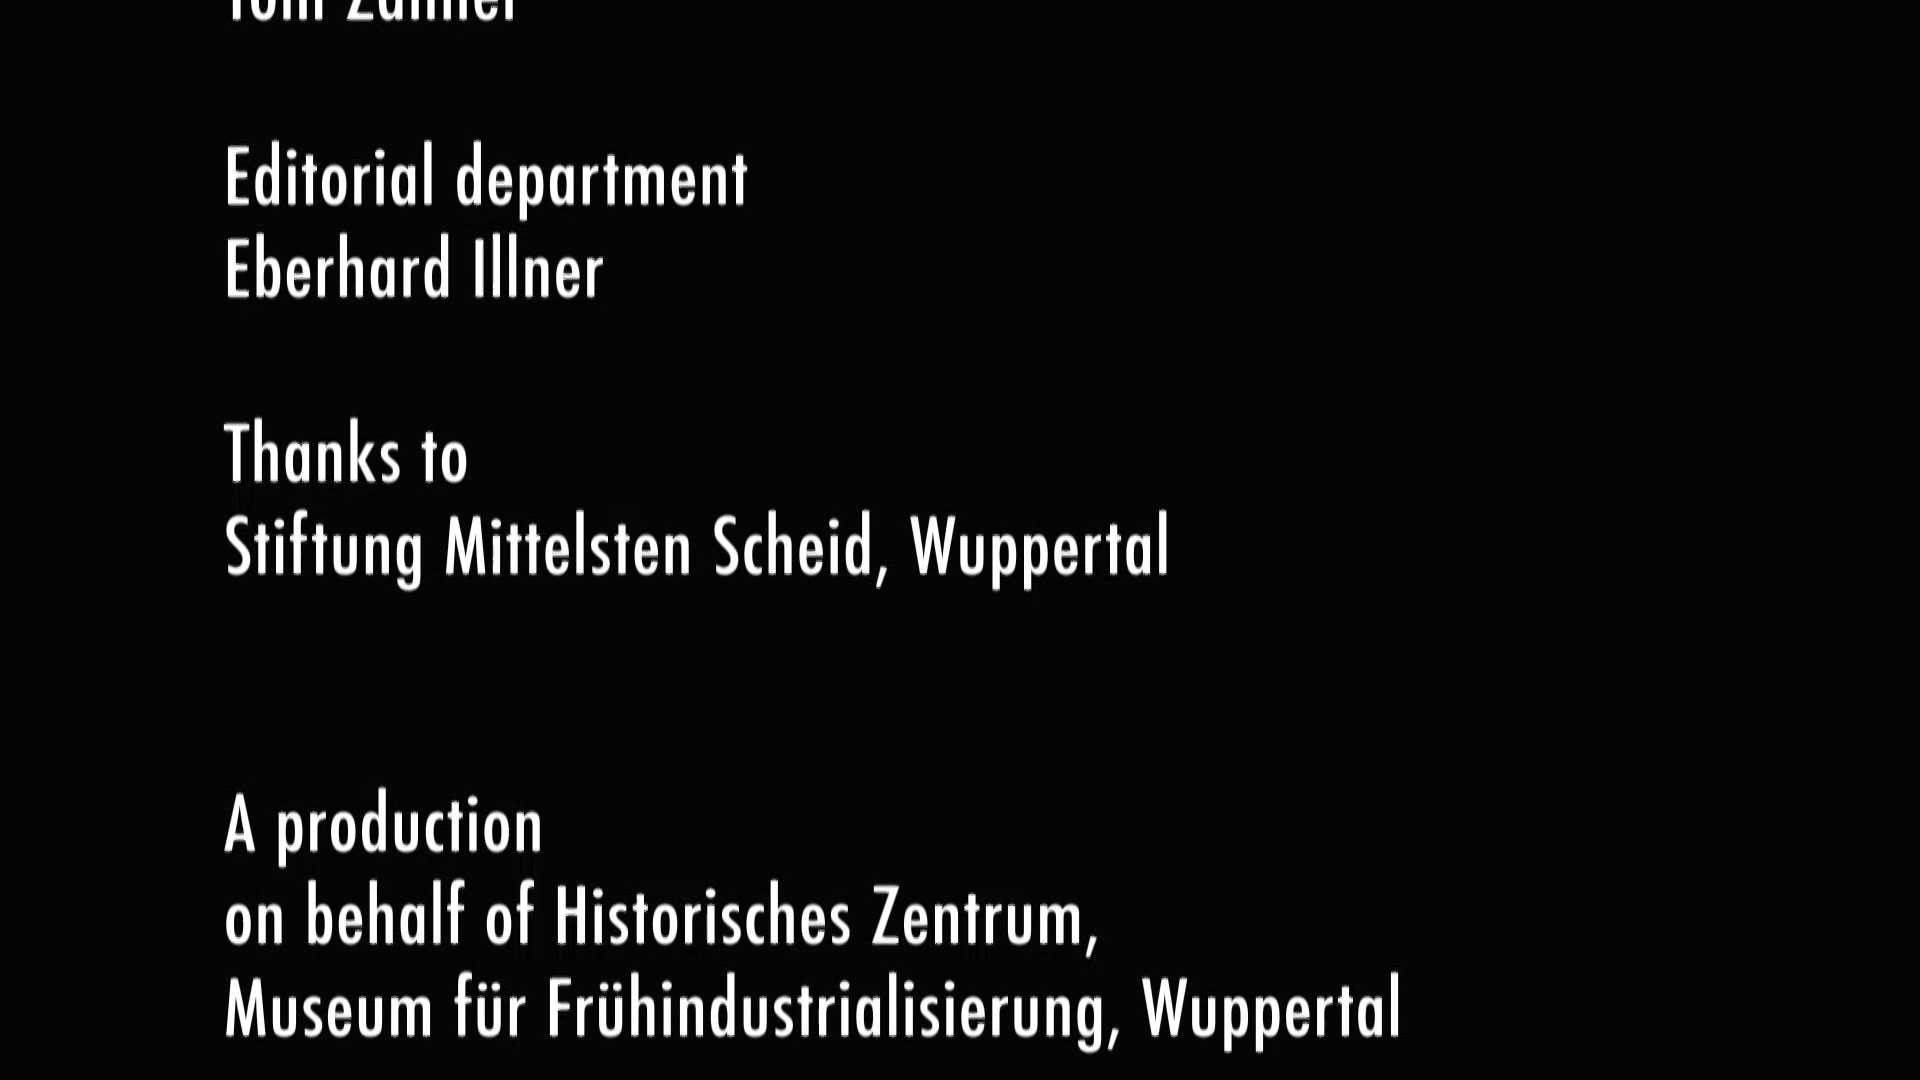 Editorial department
Eberhard Illner
Thanks to
Stiftung Mittelsten Scheid, Wuppertal
A production
on behalf of Historisches Zentrum,
Museum für Frühindustrialisierung, Wuppertal